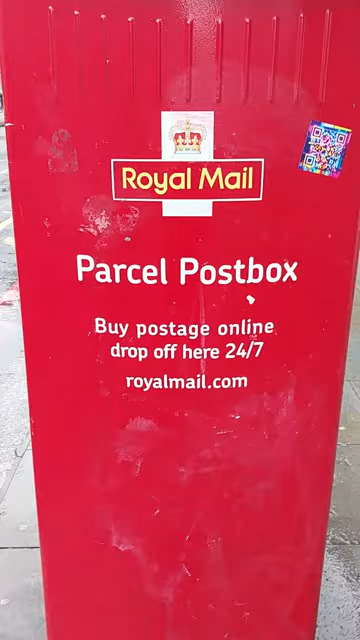 Royal Mail
Parcel Postbox
Buy postage online
drop off here 24/7
royalmail.com